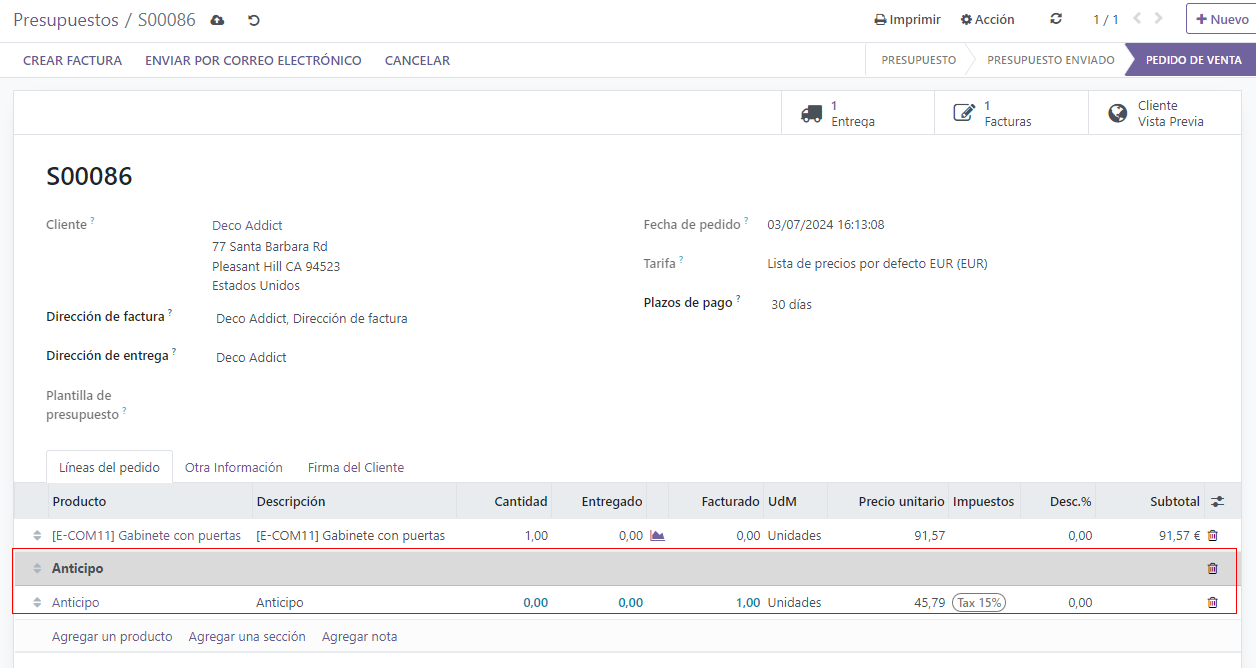 Presupuestos / S00086
Imprimir Acción 1 / 1 + Nuevo
CREAR FACTURA ENVIAR POR CORREO ELECTRÓNICO CANCELAR PRESUPUESTO PRESUPUESTO ENVIADO PEDIDO DE VENTA
1 Entrega
1 Facturas
Cliente
Vista Previa
S00086
Cliente ? Deco Addict
77 Santa Barbara Rd
Pleasant Hill CA 94523
Estados Unidos
Dirección de factura ? Deco Addict, Dirección de factura
Dirección de entrega ? Deco Addict
Plantilla de
presupuesto ?
Fecha de pedido ? 03/07/2024 16:13:08
Tarifa ? Lista de precios por defecto EUR (EUR)
Plazos de pago ? 30 días
Líneas del pedido Otra Información Firma del Cliente
Producto Descripción Cantidad Entregado Facturado UdM Precio unitario Impuestos Desc.% Subtotal
[E-COM11] Gabinete con puertas [E-COM11] Gabinete con puertas 1,00 0,00 0,00 Unidades 91,57 0,00 91,57 €
Anticipo
Anticipo Anticipo 0,00 0,00 1,00 Unidades 45,79 Tax 15% 0,00
Agregar un producto Agregar una sección Agregar nota